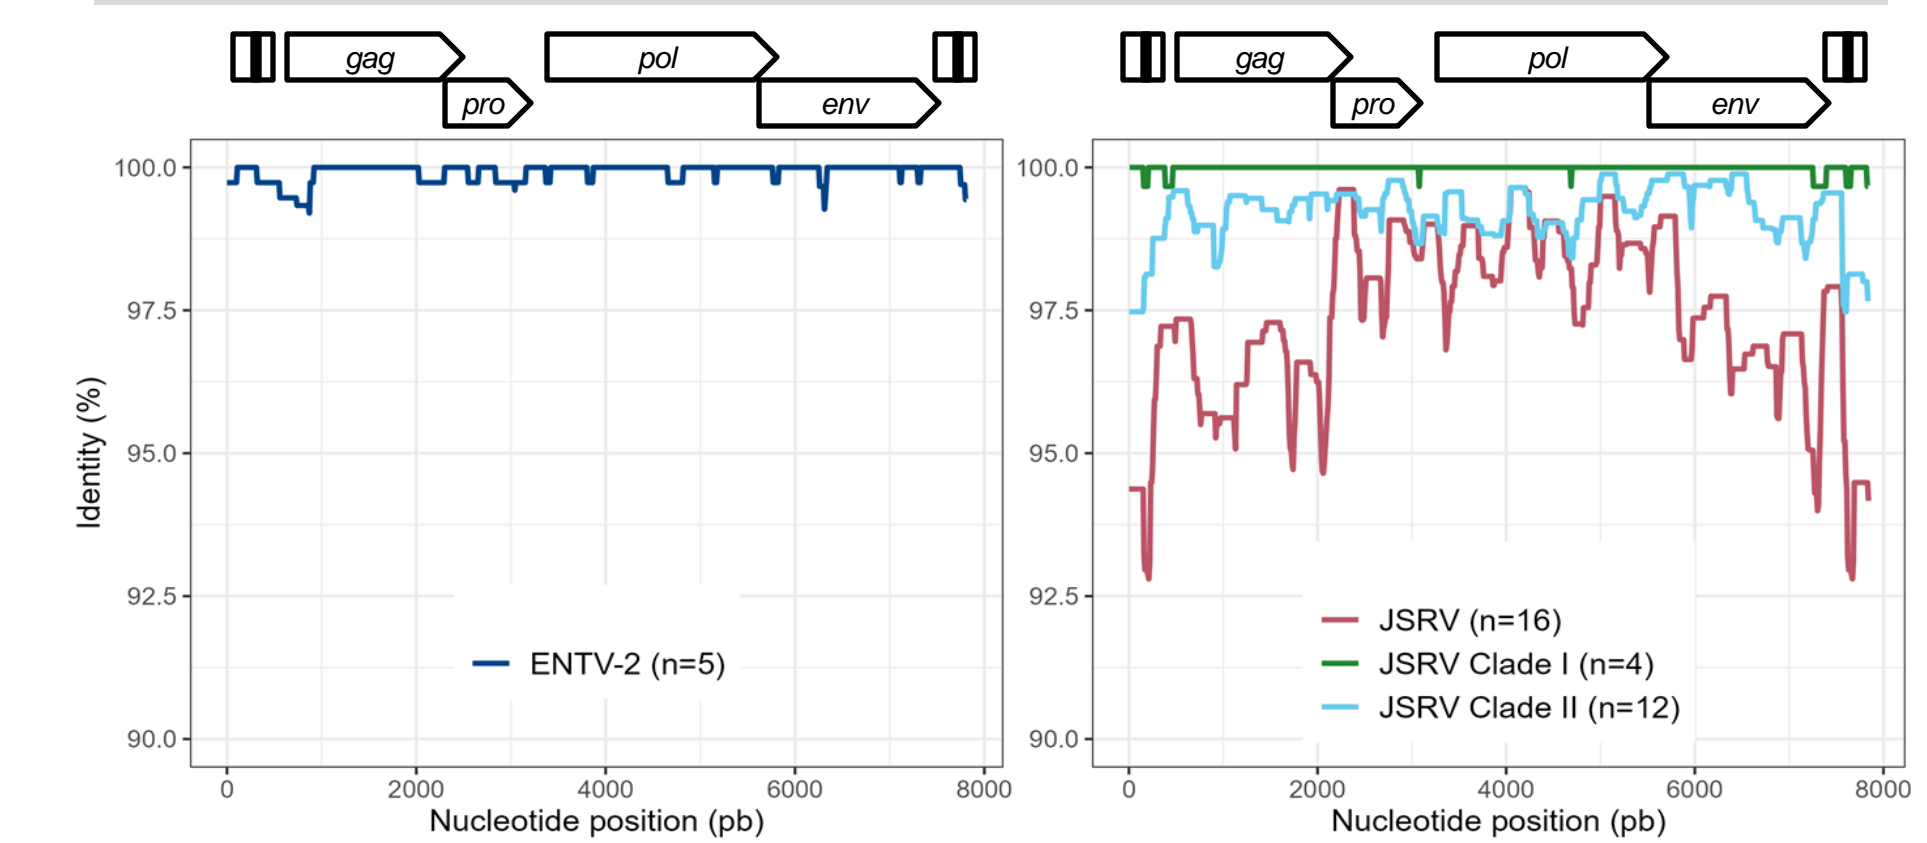 gag
pol
pro
env
gag
pol
pro
env
Identity (%)
100.0
97.5
95.0
92.5
90.0
ENTV-2 (n=5)
0 2000 4000 6000 8000
Nucleotide position (pb)
100.0
97.5
95.0
92.5
90.0
JSRV (n=16)
JSRV Clade I (n=4)
JSRV Clade II (n=12)
0 2000 4000 6000 8000
Nucleotide position (pb)